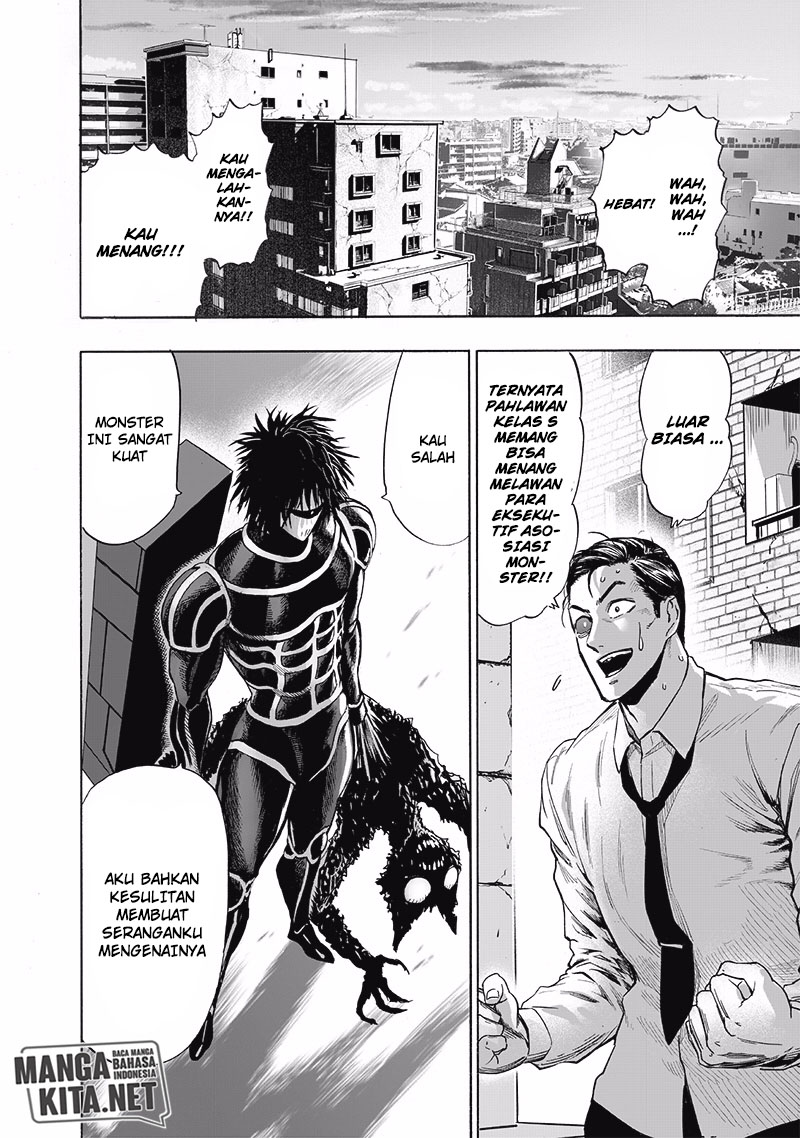 WAH,
WAH,
WAH
...!
HEBAT!
KAU
MENGA-
LAH-
KAN-
NYA!!
KAU
MENANG!!!
LUAR
BIASA ...
TERNYATA
PAHLAWAN
KELAS S
MEMANG
BISA
MENANG
MELAWAN
PARA
EKSEKU-
TIF ASO-
SIASI
MON-
STER!!
KAU
SALAH
MONSTER
INI SANGAT
KUAT
AKU BAHKAN
KESULITAN
MEMBUAT
SERANGANKU
MENGENAINYA
MANGA
KITA.NET
BACA MANGA
BAHASA
INDONESIA